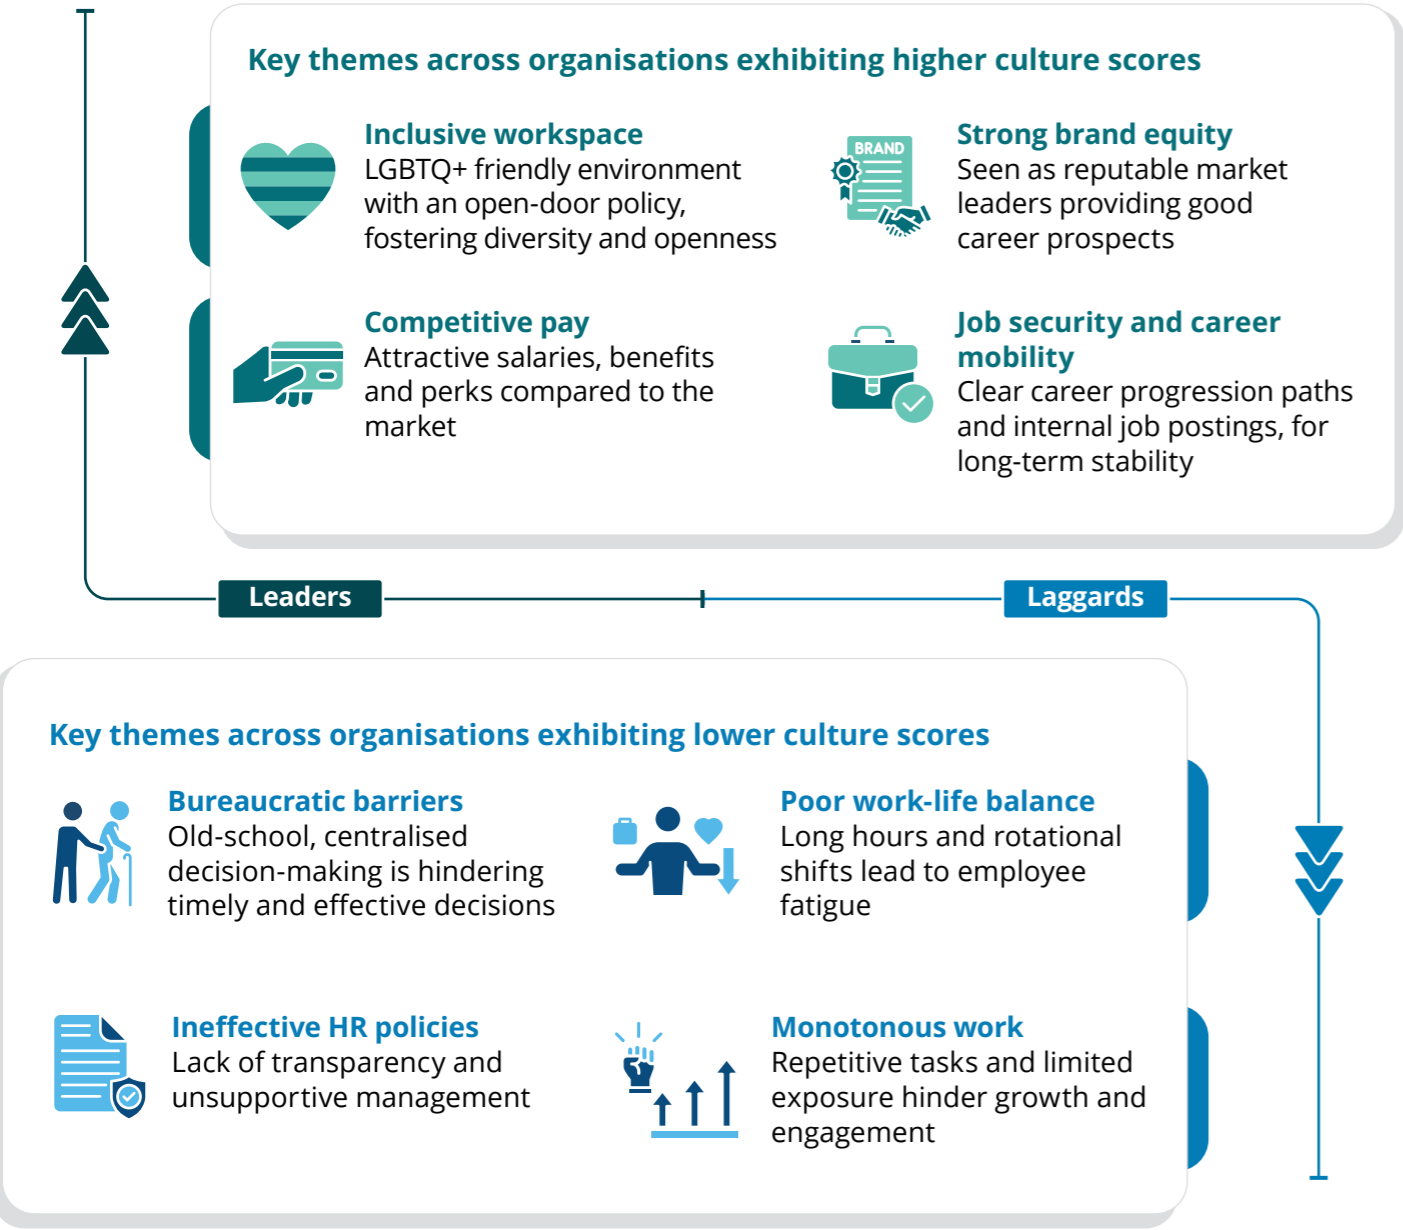 Key themes across organisations exhibiting higher culture scores
Inclusive workspace
LGBTQ+ friendly environment
with an open-door policy,
fostering diversity and openness
BRAND
Strong brand equity
Seen as reputable market
leaders providing good
career prospects
Competitive pay
Attractive salaries, benefits
and perks compared to the
market
Job security and career
mobility
Clear career progression paths
and internal job postings, for
long-term stability
Leaders
Laggards
Key themes across organisations exhibiting lower culture scores
Bureaucratic barriers
Old-school, centralised
decision-making is hindering
timely and effective decisions
Poor work-life balance
Long hours and rotational
shifts lead to employee
fatigue
Ineffective HR policies
Lack of transparency and
unsupportive management
Monotonous work
Repetitive tasks and limited
exposure hinder growth and
engagement